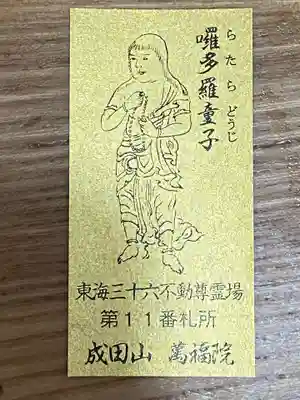 囉多羅童子
らたら どうじ
東海三十六不動尊霊場
第11番札所
成田山 萬福院